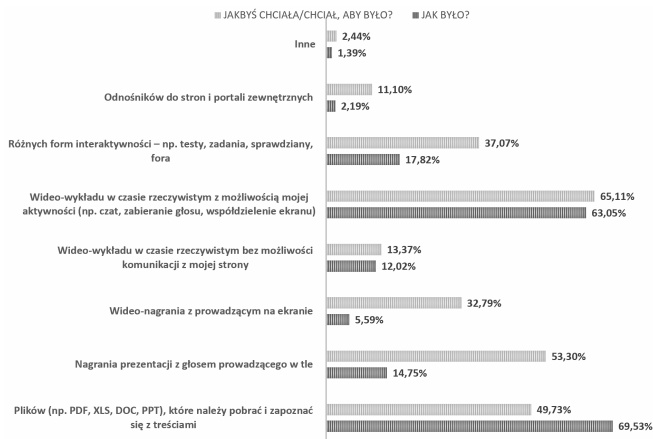 JAKBYŚ CHCIAŁA/CHCIAŁ, ABY BYŁO? JAK BYŁO?
Inne
2,44%
1,39%
Odnośników do stron i portali zewnętrznych
11,10%
2,19%
Różnych form interaktywności – np. testy, zadania, sprawdziany,
fora
37,07%
17,82%
Wideo-wykładu w czasie rzeczywistym z możliwością mojej
aktywności (np. czat, zabieranie głosu, współdzielenie ekranu)
65,11%
63,05%
Wideo-wykładu w czasie rzeczywistym bez możliwości
komunikacji z mojej strony
13,37%
12,02%
Wideo-nagrania z prowadzącym na ekranie
32,79%
5,59%
Nagrania prezentacji z głosem prowadzącego w tle
53,30%
14,75%
Plików (np. PDF, XLS, DOC, PPT), które należy pobrać i zapoznać
się z treściami
49,73%
69,53%